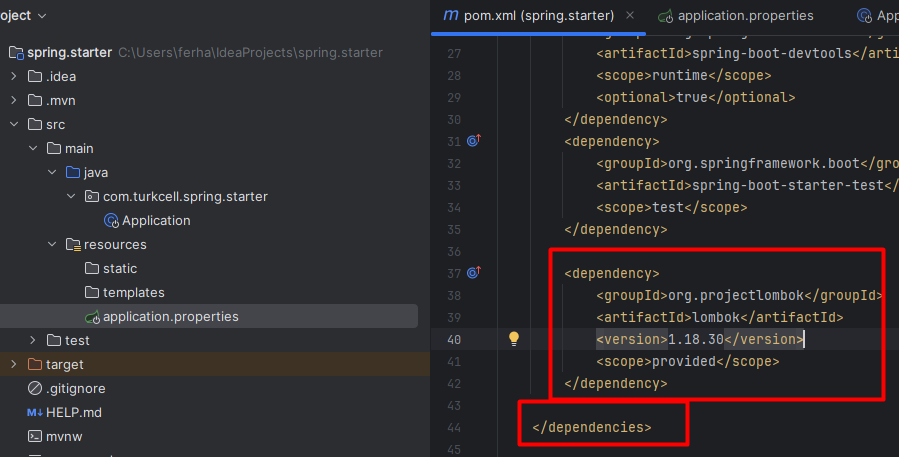 oject
spring.starter C:\Users\ferha\IdeaProjects\spring.starter
.idea
.mvn
src
main
java
com.turkcell.spring.starter
Application
resources
static
templates
application.properties
test
target
.gitignore
M↓ HELP.md
mvnw
m pom.xml (spring.starter) ×
application.properties
App
27 <artifactId>spring-boot-devtools</arti
28 <scope>runtime</scope>
29 <optional>true</optional>
30 </dependency>
31 <dependency>
32 <groupId>org.springframework.boot</gro
33 <artifactId>spring-boot-starter-test</
34 <scope>test</scope>
35 </dependency>
36
37 <dependency>
38 <groupId>org.projectlombok</groupId>
39 <artifactId>lombok</artifactId>
40 <version>1.18.30</version>
41 <scope>provided</scope>
42 </dependency>
43
44 </dependencies>
45